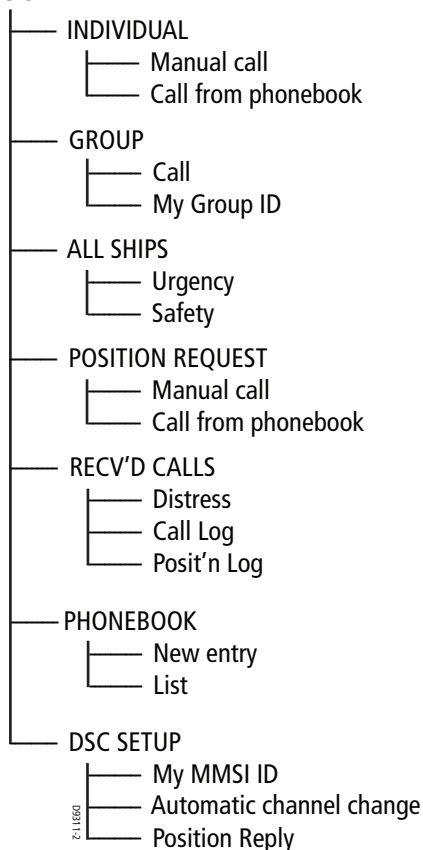 INDIVIDUAL
Manual call
Call from phonebook
GROUP
Call
My Group ID
ALL SHIPS
Urgency
Safety
POSITION REQUEST
Manual call
Call from phonebook
RECV’D CALLS
Distress
Call Log
Posit’n Log
PHONEBOOK
New entry
List
DSC SETUP
My MMSI ID
Automatic channel change
Position Reply
D9311-2